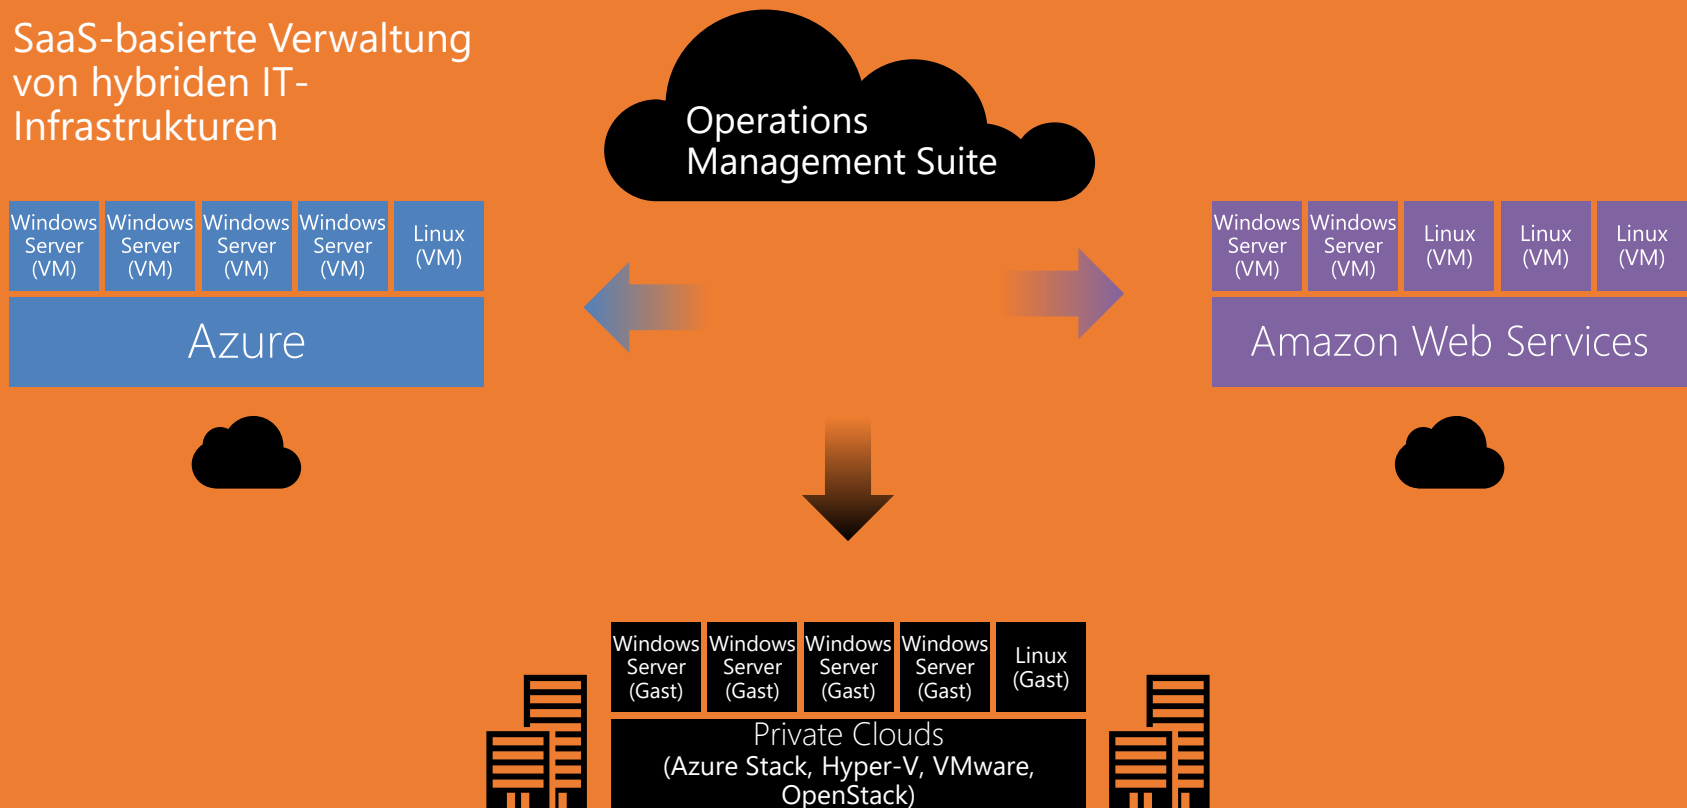 SaaS-basierte Verwaltung
von hybriden IT-
Infrastrukturen
Operations
Management Suite
Windows
Server
(VM)
Windows
Server
(VM)
Windows
Server
(VM)
Windows
Server
(VM)
Linux
(VM)
Azure
Windows
Server
(VM)
Windows
Server
(VM)
Linux
(VM)
Linux
(VM)
Linux
(VM)
Amazon Web Services
Windows
Server
(Gast)
Windows
Server
(Gast)
Windows
Server
(Gast)
Windows
Server
(Gast)
Linux
(Gast)
Private Clouds
(Azure Stack, Hyper-V, VMware,
OpenStack)